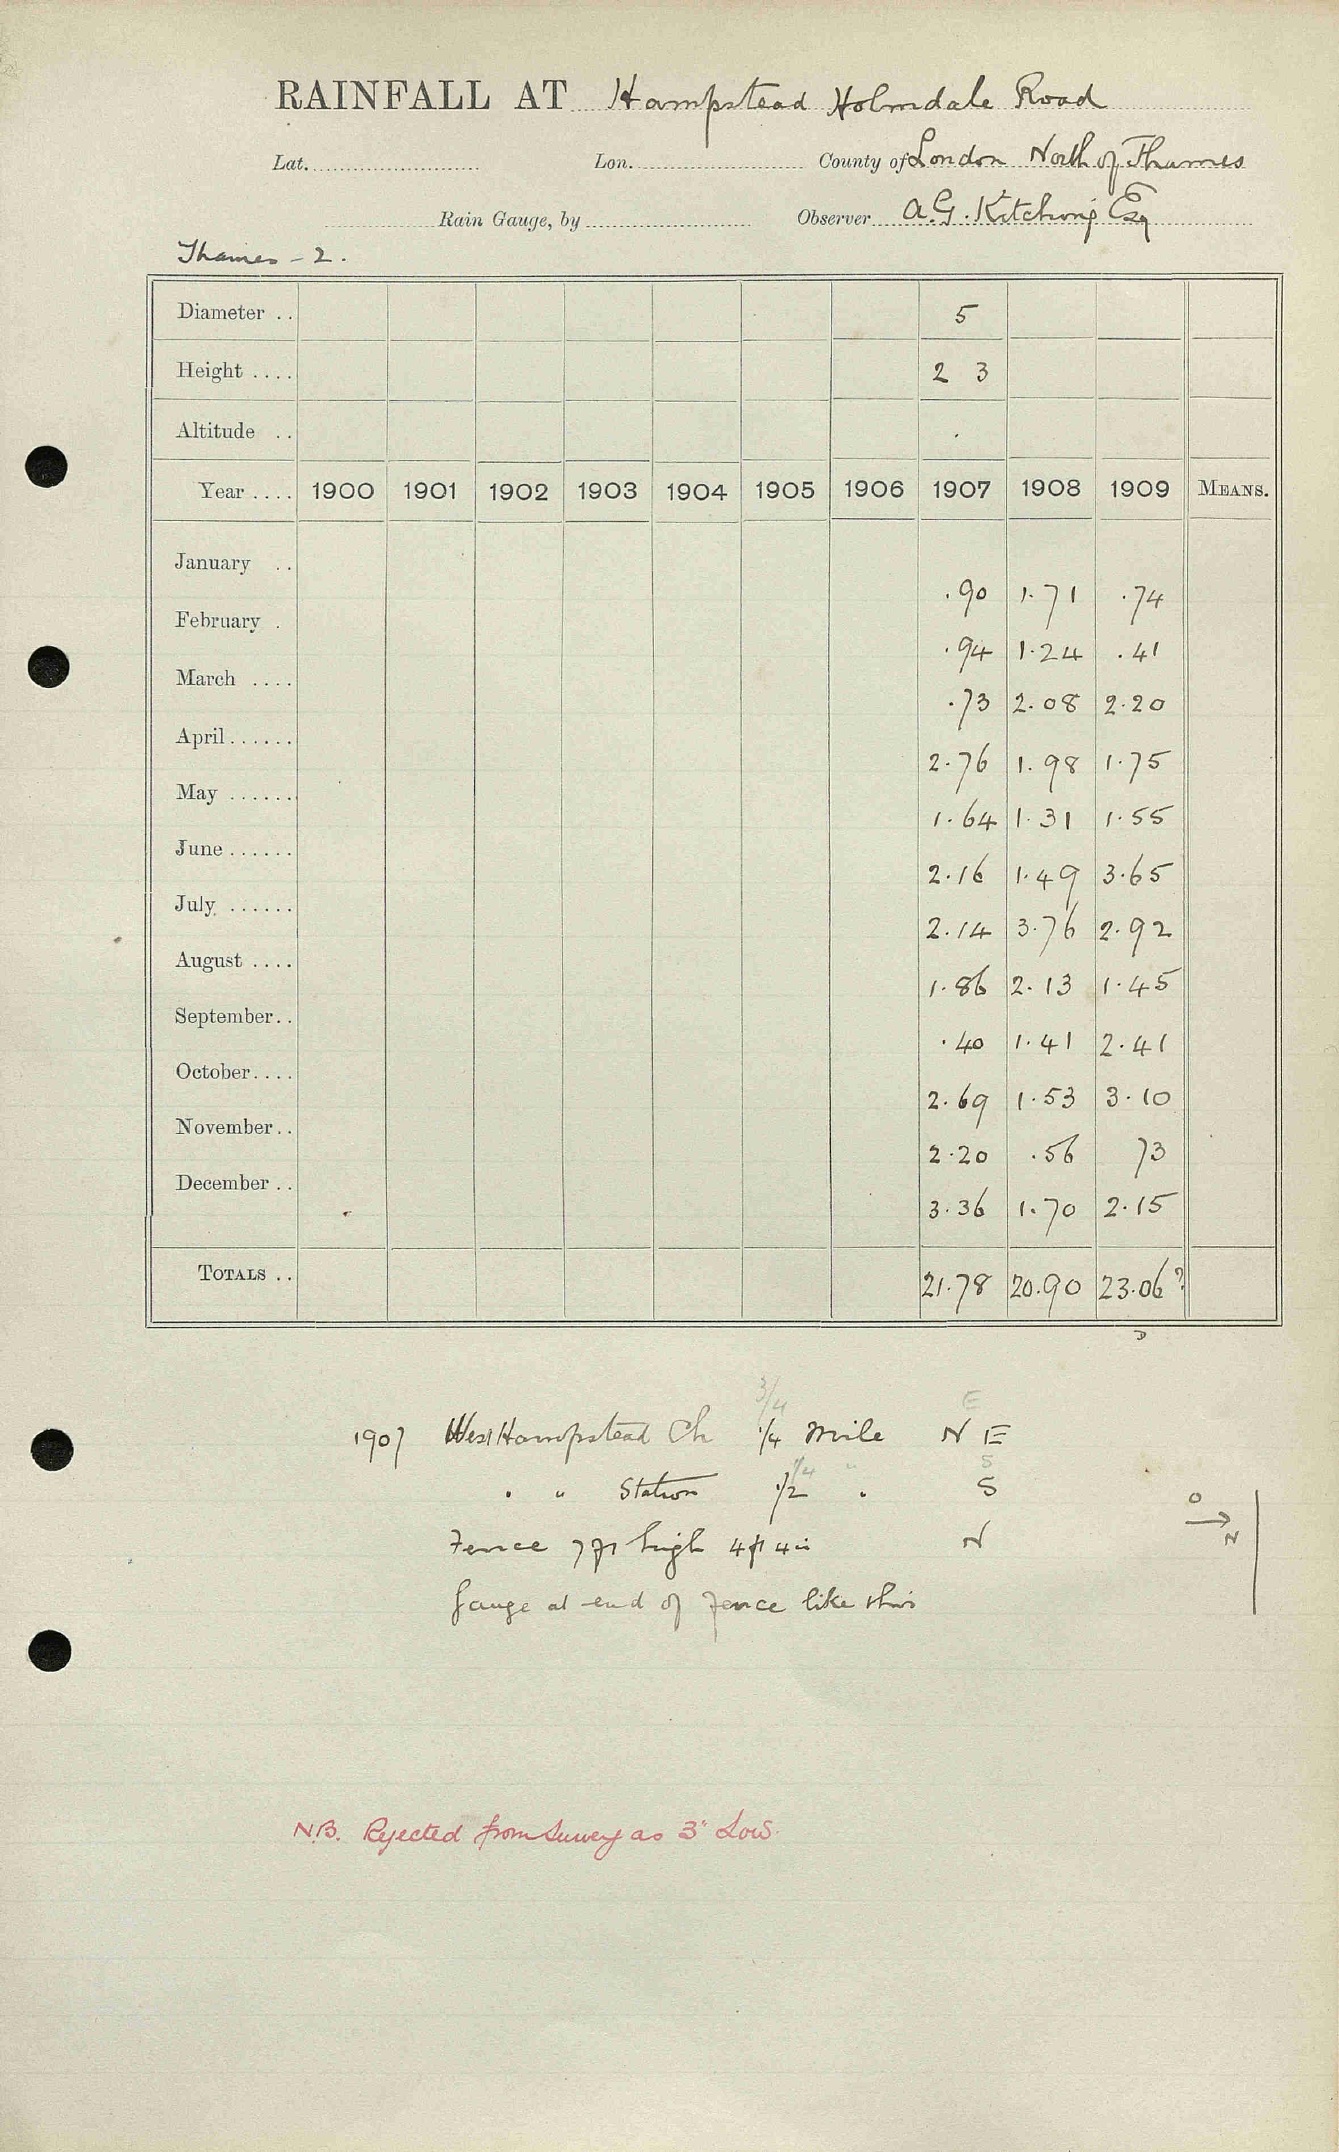 RAINFALL AT Hampstead Holmdale Road
Lat. Lon. County of London North of Thames
Rain Gauge, by Observer A.G. Kitching Esq
Thames - 2.
Diameter .. 5
Height .... 2 3
Altitude ..
Year .... 1900 1901 1902 1903 1904 1905 1906 1907 1908 1909 MEANS.
January .. .90 1.71 .74
February . .94 1.24 .41
March .... .73 2.08 2.20
April...... 2.76 1.98 1.75
May ...... 1.64 1.31 1.55
June...... 2.16 1.49 3.65
July ...... 2.14 3.76 2.92
August .... 1.86 2.13 1.45
September.. .40 1.41 2.41
October.... 2.69 1.53 3.10
November.. 2.20 .56 73
December .. 3.36 1.70 2.15
TOTALS .. 21.78 20.90 23.06?
D
3/4 E
1907 West Hampstead Ch 1/4 Mile N E
1/4 " S
" " Station 1/2 " S
Fence 7 ft high 4 ft 4 in N
Gauge at end of fence like this
O
N
N.B. Rejected from Survey as 3" Low.